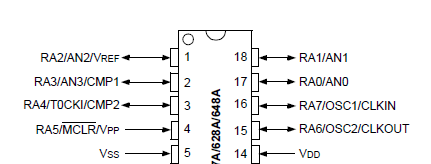 RA2/AN2/VREF 1 18 RA1/AN1
RA3/AN3/CMP1 2 17 RA0/AN0
RA4/T0CKI/CMP2 3 16 RA7/OSC1/CLKIN
RA5/MCLR/VPP 4 15 RA6/OSC2/CLKOUT
VSS 5 14 VDD
7A/628A/648A